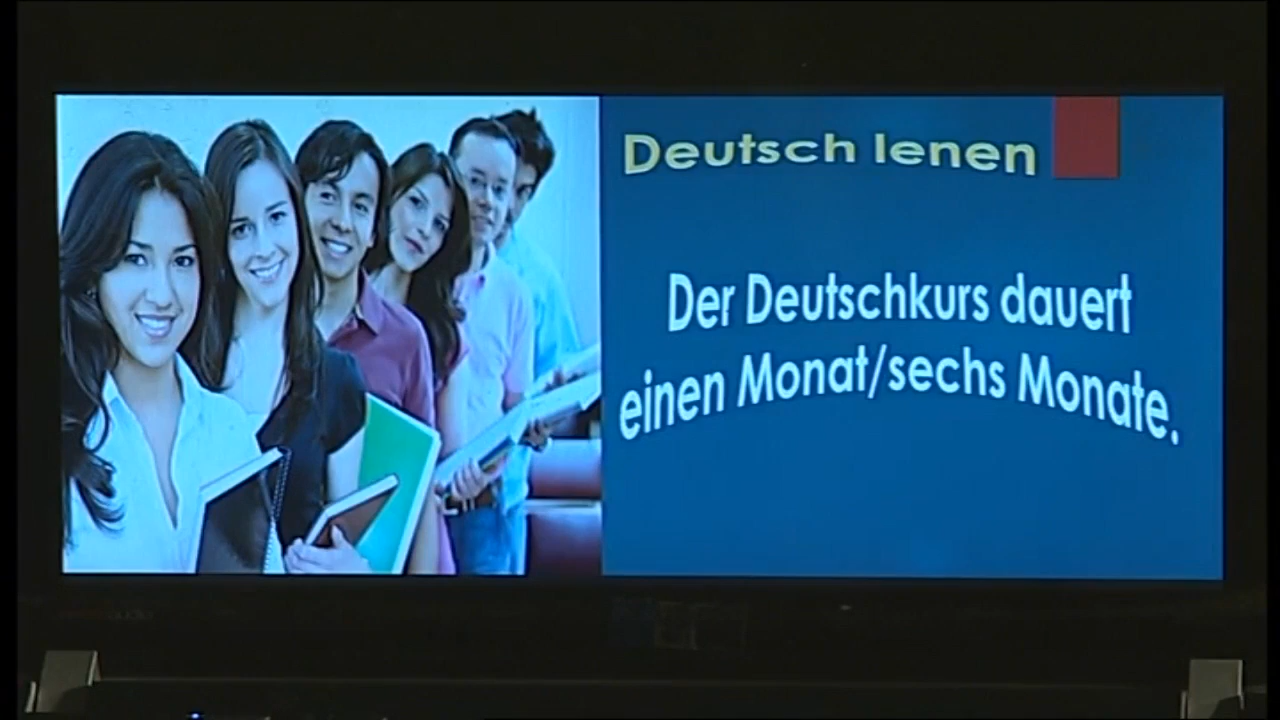 Deutsch lenen
Der Deutschkurs dauert
einen Monat/sechs Monate.